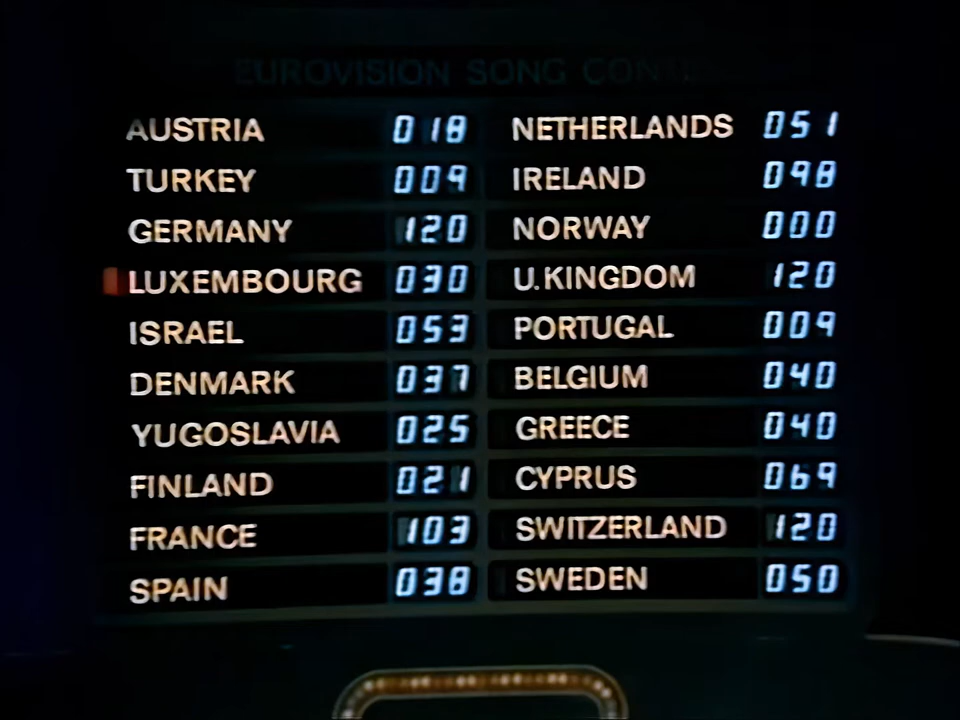 EUROVISION SONG
AUSTRIA 018
TURKEY 009
GERMANY 120
LUXEMBOURG 030
ISRAEL 053
DENMARK 037
YUGOSLAVIA 025
FINLAND 021
FRANCE 103
SPAIN 038
NETHERLANDS 051
IRELAND 098
NORWAY 000
U.KINGDOM 120
PORTUGAL 009
BELGIUM 040
GREECE 040
CYPRUS 069
SWITZERLAND 120
SWEDEN 050